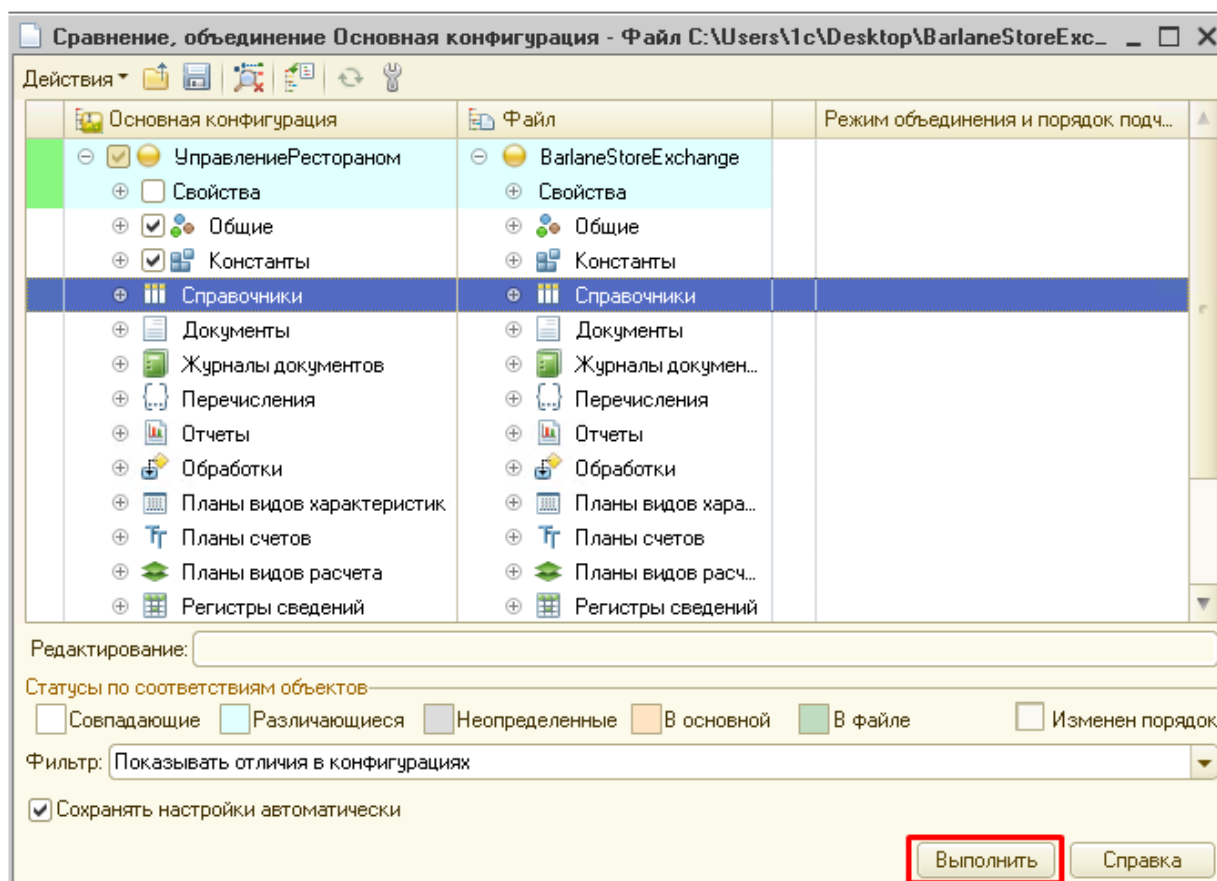 Сравнение, объединение Основная конфигурация - Файл C:\Users\1c\Desktop\BarlaneStoreExc_
Действия
Основная конфигурация Файл Режим объединения и порядок подч...
УправлениеРестораном BarlaneStoreExchange
Свойства Свойства
Общие Общие
Константы Константы
Справочники Справочники
Документы Документы
Журналы документов Журналы докумен...
Перечисления Перечисления
Отчеты Отчеты
Обработки Обработки
Планы видов характеристик Планы видов хара...
Планы счетов Планы счетов
Планы видов расчета Планы видов расч...
Регистры сведений Регистры сведений
Редактирование:
Статусы по соответствиям объектов
Совпадающие Различающиеся Неопределенные В основной В файле Изменен порядок
Фильтр: Показывать отличия в конфигурациях
Сохранять настройки автоматически
Выполнить Справка